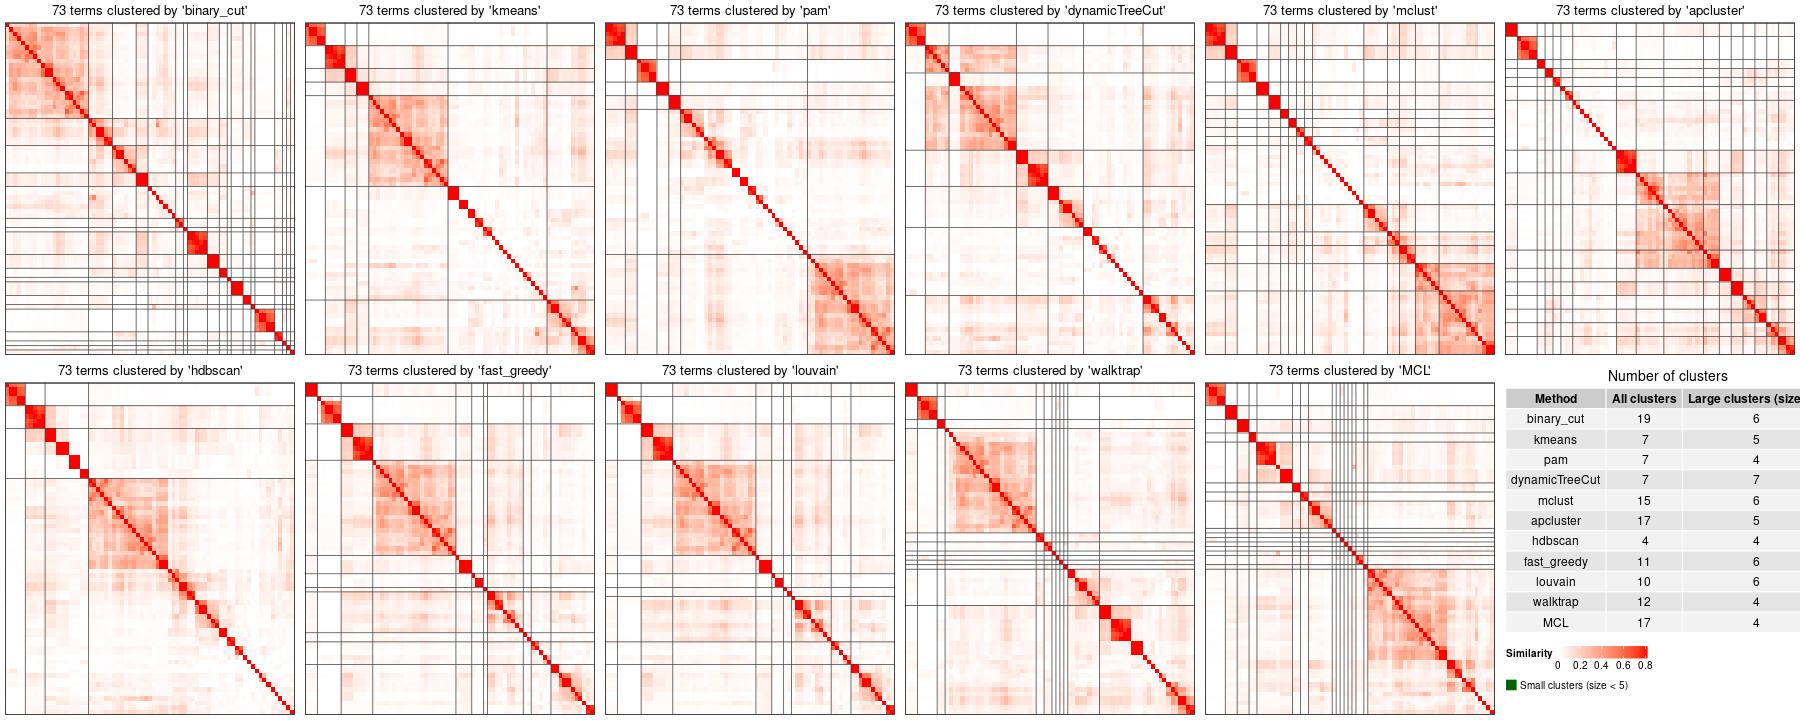 73 terms clustered by 'binary_cut'
73 terms clustered by 'kmeans'
73 terms clustered by 'pam'
73 terms clustered by 'dynamicTreeCut'
73 terms clustered by 'mclust'
73 terms clustered by 'apcluster'
73 terms clustered by 'hdbscan'
73 terms clustered by 'fast_greedy'
73 terms clustered by 'louvain'
73 terms clustered by 'walktrap'
73 terms clustered by 'MCL'
Number of clusters
Method All clusters Large clusters (size
binary_cut 19 6
kmeans 7 5
pam 7 4
dynamicTreeCut 7 7
mclust 15 6
apcluster 17 5
hdbscan 4 4
fast_greedy 11 6
louvain 10 6
walktrap 12 4
MCL 17 4
Similarity
0 0.2 0.4 0.6 0.8
Small clusters (size < 5)